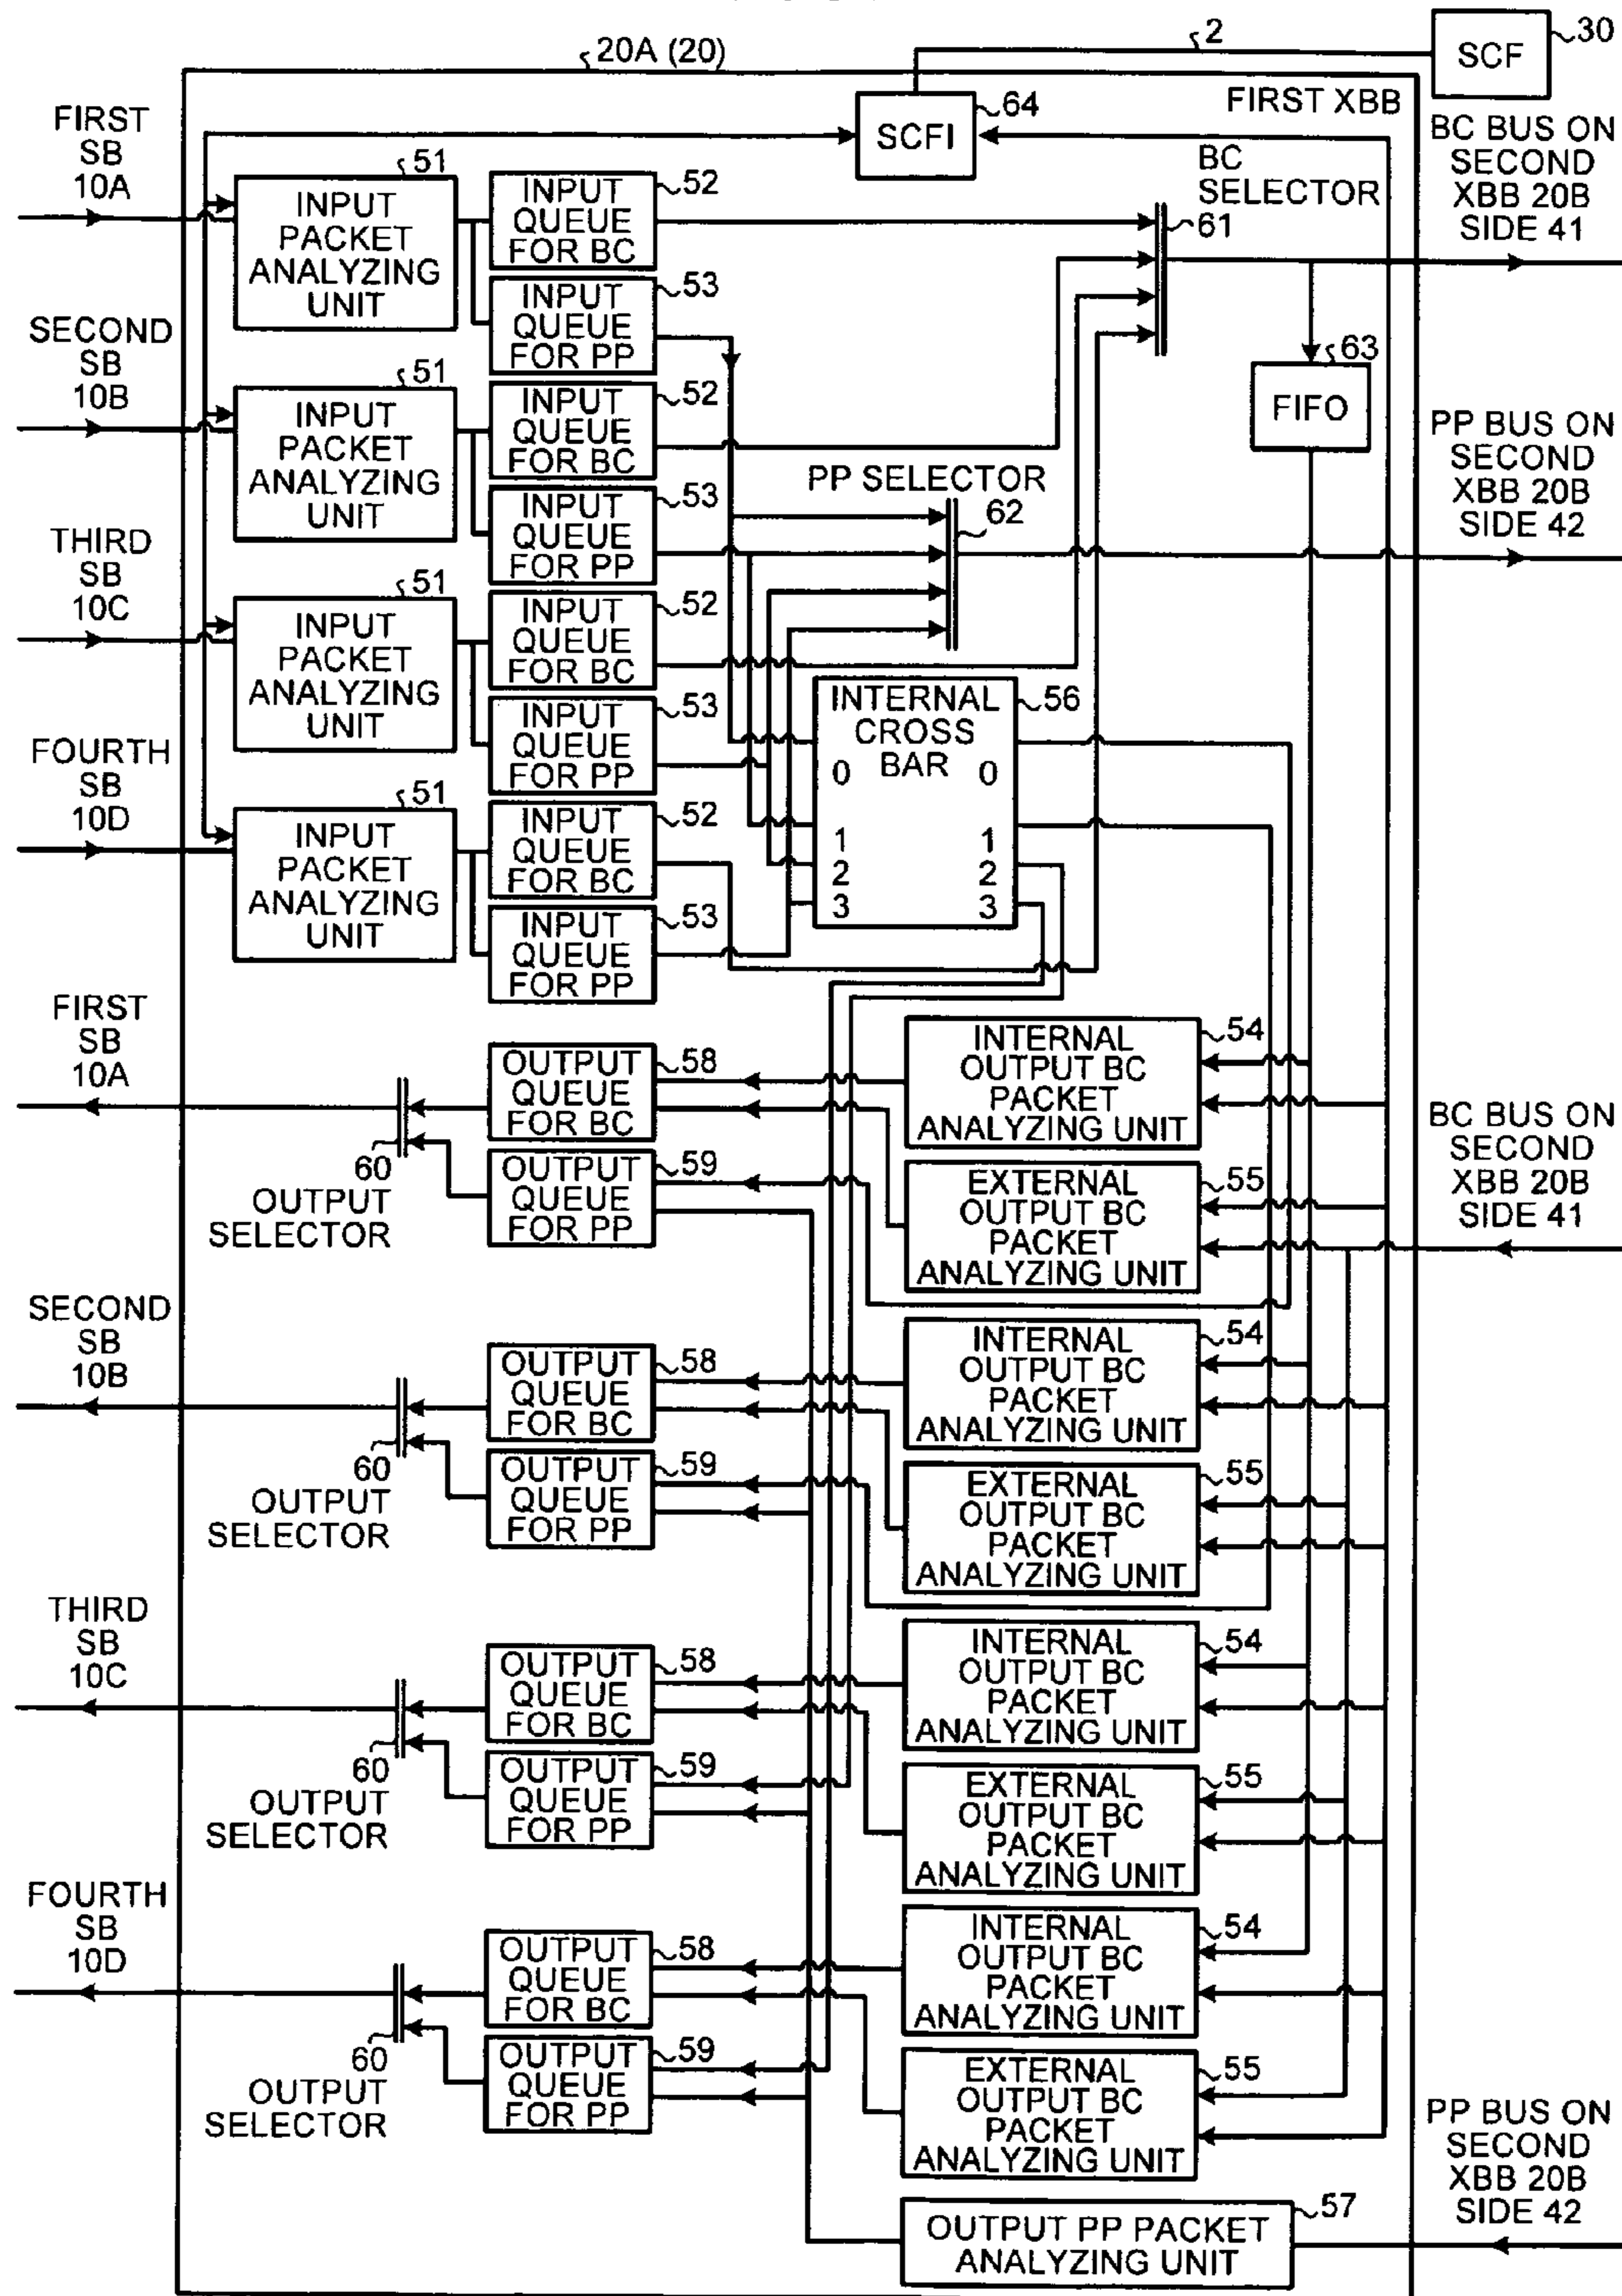 20A (20)
2
SCF
30
FIRST XBB
SCFI
64
FIRST
SB
10A
51
INPUT
PACKET
ANALYZING
UNIT
INPUT
QUEUE
FOR BC
52
INPUT
QUEUE
FOR PP
53
BC
SELECTOR
61
BC BUS ON
SECOND
XBB 20B
SIDE 41
63
FIFO
SECOND
SB
10B
51
INPUT
PACKET
ANALYZING
UNIT
INPUT
QUEUE
FOR BC
52
INPUT
QUEUE
FOR PP
53
PP SELECTOR
62
PP BUS ON
SECOND
XBB 20B
SIDE 42
THIRD
SB
10C
51
INPUT
PACKET
ANALYZING
UNIT
INPUT
QUEUE
FOR BC
52
INPUT
QUEUE
FOR PP
53
INTERNAL
CROSS
BAR
56
0 0
1 1
2 2
3 3
FOURTH
SB
10D
51
INPUT
PACKET
ANALYZING
UNIT
INPUT
QUEUE
FOR BC
52
INPUT
QUEUE
FOR PP
53
FIRST
SB
10A
60
OUTPUT
SELECTOR
OUTPUT
QUEUE
FOR BC
58
OUTPUT
QUEUE
FOR PP
59
INTERNAL
OUTPUT BC
PACKET
ANALYZING UNIT
54
EXTERNAL
OUTPUT BC
PACKET
ANALYZING UNIT
55
BC BUS ON
SECOND
XBB 20B
SIDE 41
SECOND
SB
10B
60
OUTPUT
SELECTOR
OUTPUT
QUEUE
FOR BC
58
OUTPUT
QUEUE
FOR PP
59
INTERNAL
OUTPUT BC
PACKET
ANALYZING UNIT
54
EXTERNAL
OUTPUT BC
PACKET
ANALYZING UNIT
55
THIRD
SB
10C
60
OUTPUT
SELECTOR
OUTPUT
QUEUE
FOR BC
58
OUTPUT
QUEUE
FOR PP
59
INTERNAL
OUTPUT BC
PACKET
ANALYZING UNIT
54
EXTERNAL
OUTPUT BC
PACKET
ANALYZING UNIT
55
FOURTH
SB
10D
60
OUTPUT
SELECTOR
OUTPUT
QUEUE
FOR BC
58
OUTPUT
QUEUE
FOR PP
59
INTERNAL
OUTPUT BC
PACKET
ANALYZING UNIT
54
EXTERNAL
OUTPUT BC
PACKET
ANALYZING UNIT
55
OUTPUT PP PACKET
ANALYZING UNIT
57
PP BUS ON
SECOND
XBB 20B
SIDE 42